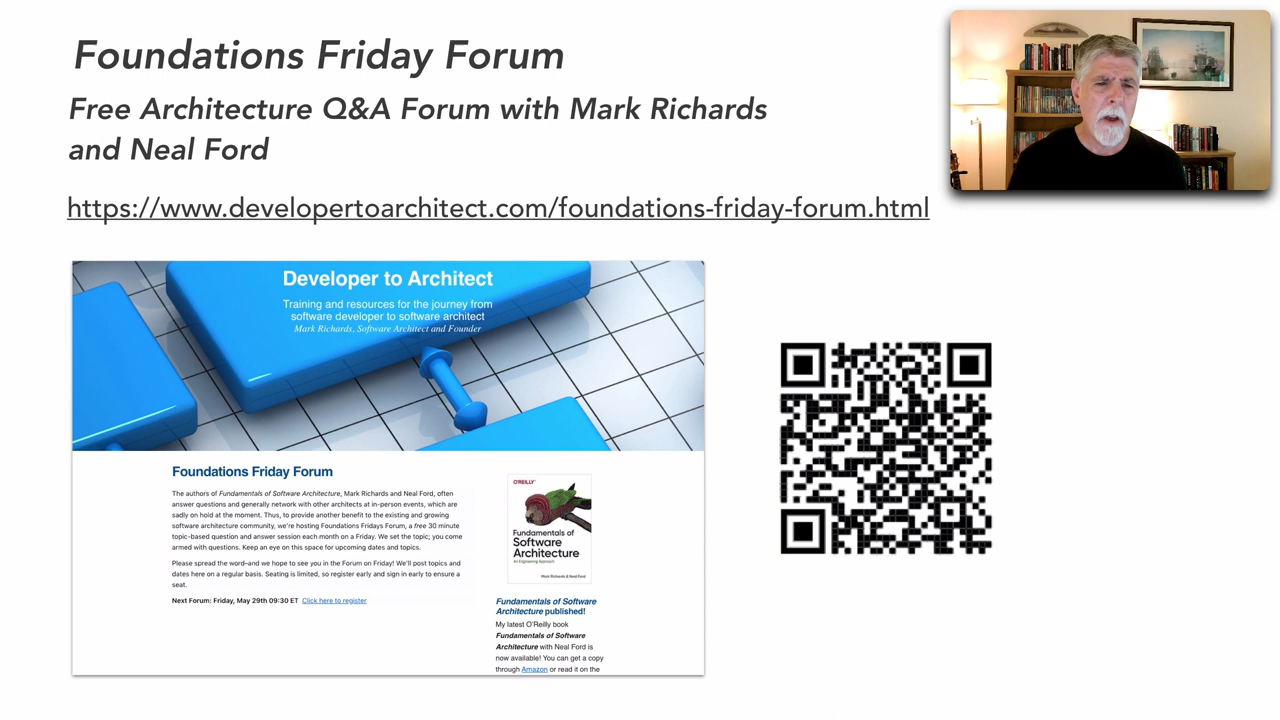 Foundations Friday Forum
Free Architecture Q&A Forum with Mark Richards
and Neal Ford
https://www.developertoarchitect.com/foundations-friday-forum.html
Developer to Architect
Training and resources for the journey from
software developer to software architect
Mark Richards, Software Architect and Founder
Foundations Friday Forum
The authors of Fundamentals of Software Architecture, Mark Richards and Neal Ford, often
answer questions and generally network with other architects at in-person events, which are
sadly on hold at the moment. Thus, to provide another benefit to the existing and growing
software architecture community, we're hosting Foundations Fridays Forum, a free 30 minute
topic-based question and answer session each month on a Friday. We set the topic; you come
armed with questions. Keep an eye on this space for upcoming dates and topics.
Please spread the word–and we hope to see you in the Forum on Friday! We'll post topics and
dates here on a regular basis. Seating is limited, so register early and sign in early to ensure a
seat.
Next Forum: Friday, May 29th 09:30 ET Click here to register
O'REILLY
Fundamentals of
Software
Architecture
An Engineering Approach
Mark Richards & Neal Ford
Fundamentals of Software
Architecture published!
My latest O'Reilly book
Fundamentals of Software
Architecture with Neal Ford is
now available! You can get a copy
through Amazon or read it on the